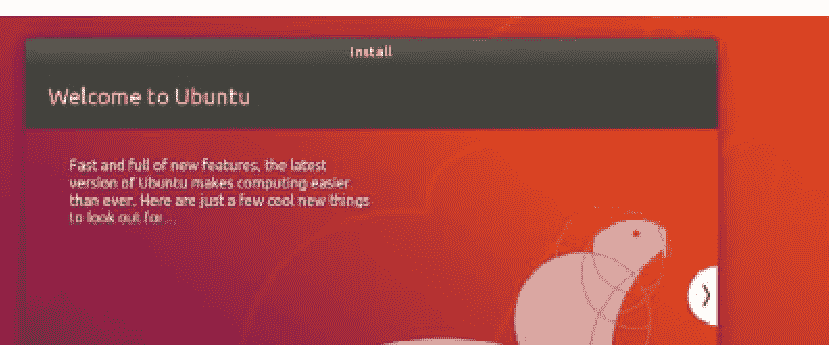 Install
Welcome to Ubuntu
Fast and full of new features, the latest
version of Ubuntu makes computing easier
than ever. Here are just a few cool new things
to look out for ...